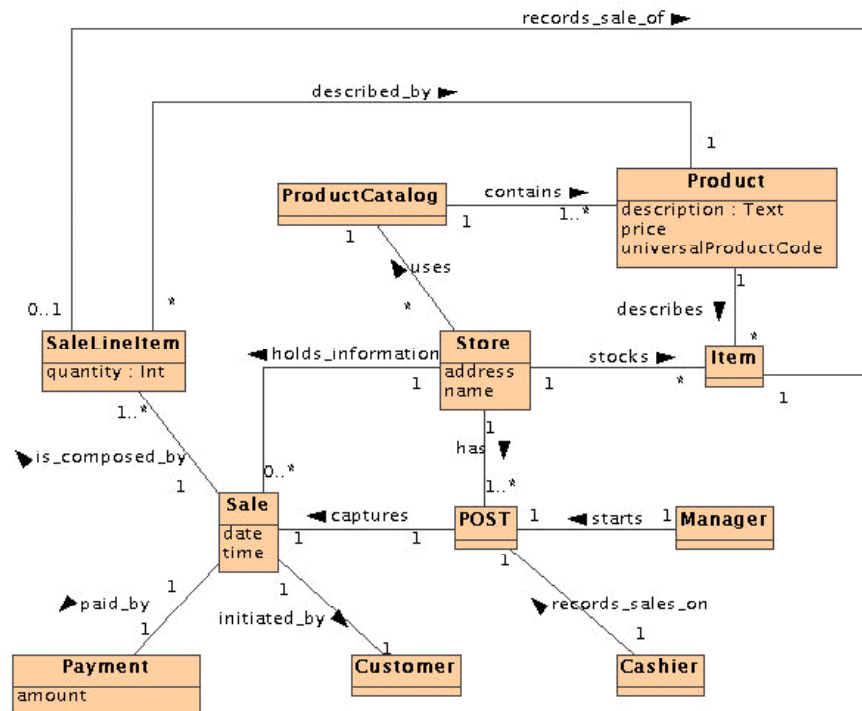 records_sale_of
described_by
1
Product
ProductCatalog
contains
description : Text
1
1
1..*
price
universalProductCode
uses
1
0..1
*
*
describes
*
SaleLineItem
holds_information
Store
stocks
Item
quantity : Int
1
address
1
*
1
name
1..*
1
has
is_composed_by
1
0..*
1..*
Sale
captures
POST
1
starts
1
Manager
date
1
1
time
1
1
1
paid_by
records_sales_on
1
initiated_by
1
1
Payment
Customer
Cashier
amount